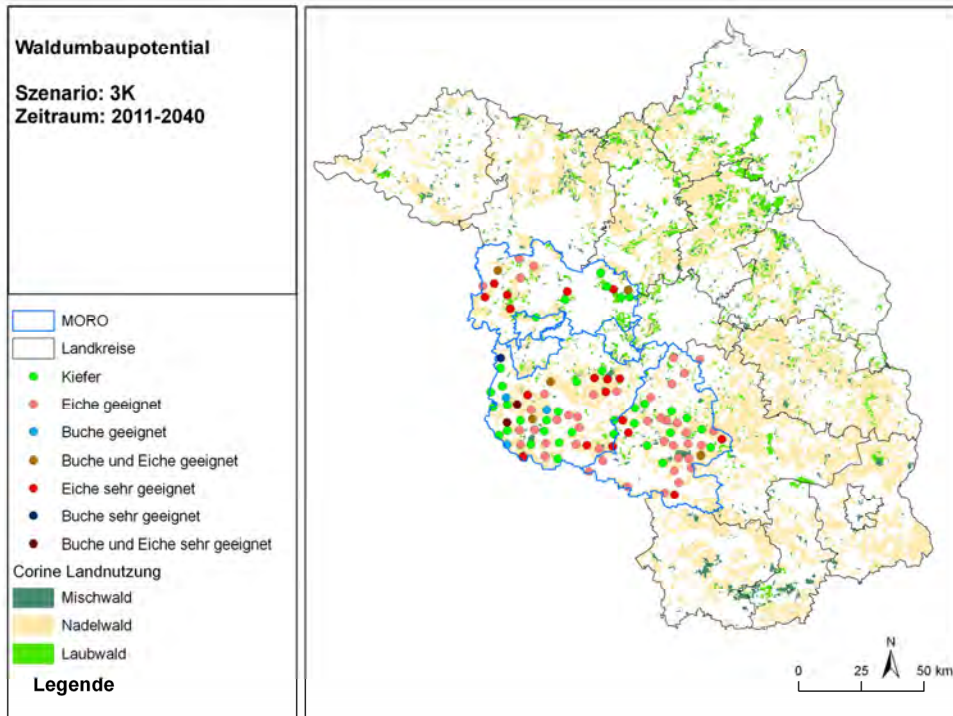 Waldumbaupotential
Szenario: 3K
Zeitraum: 2011-2040
MORO
Landkreise
Kiefer
Eiche geeignet
Buche geeignet
Buche und Eiche geeignet
Eiche sehr geeignet
Buche sehr geeignet
Buche und Eiche sehr geeignet
Corine Landnutzung
Mischwald
Nadelwald
Laubwald
Legende
N
0 25 50 km